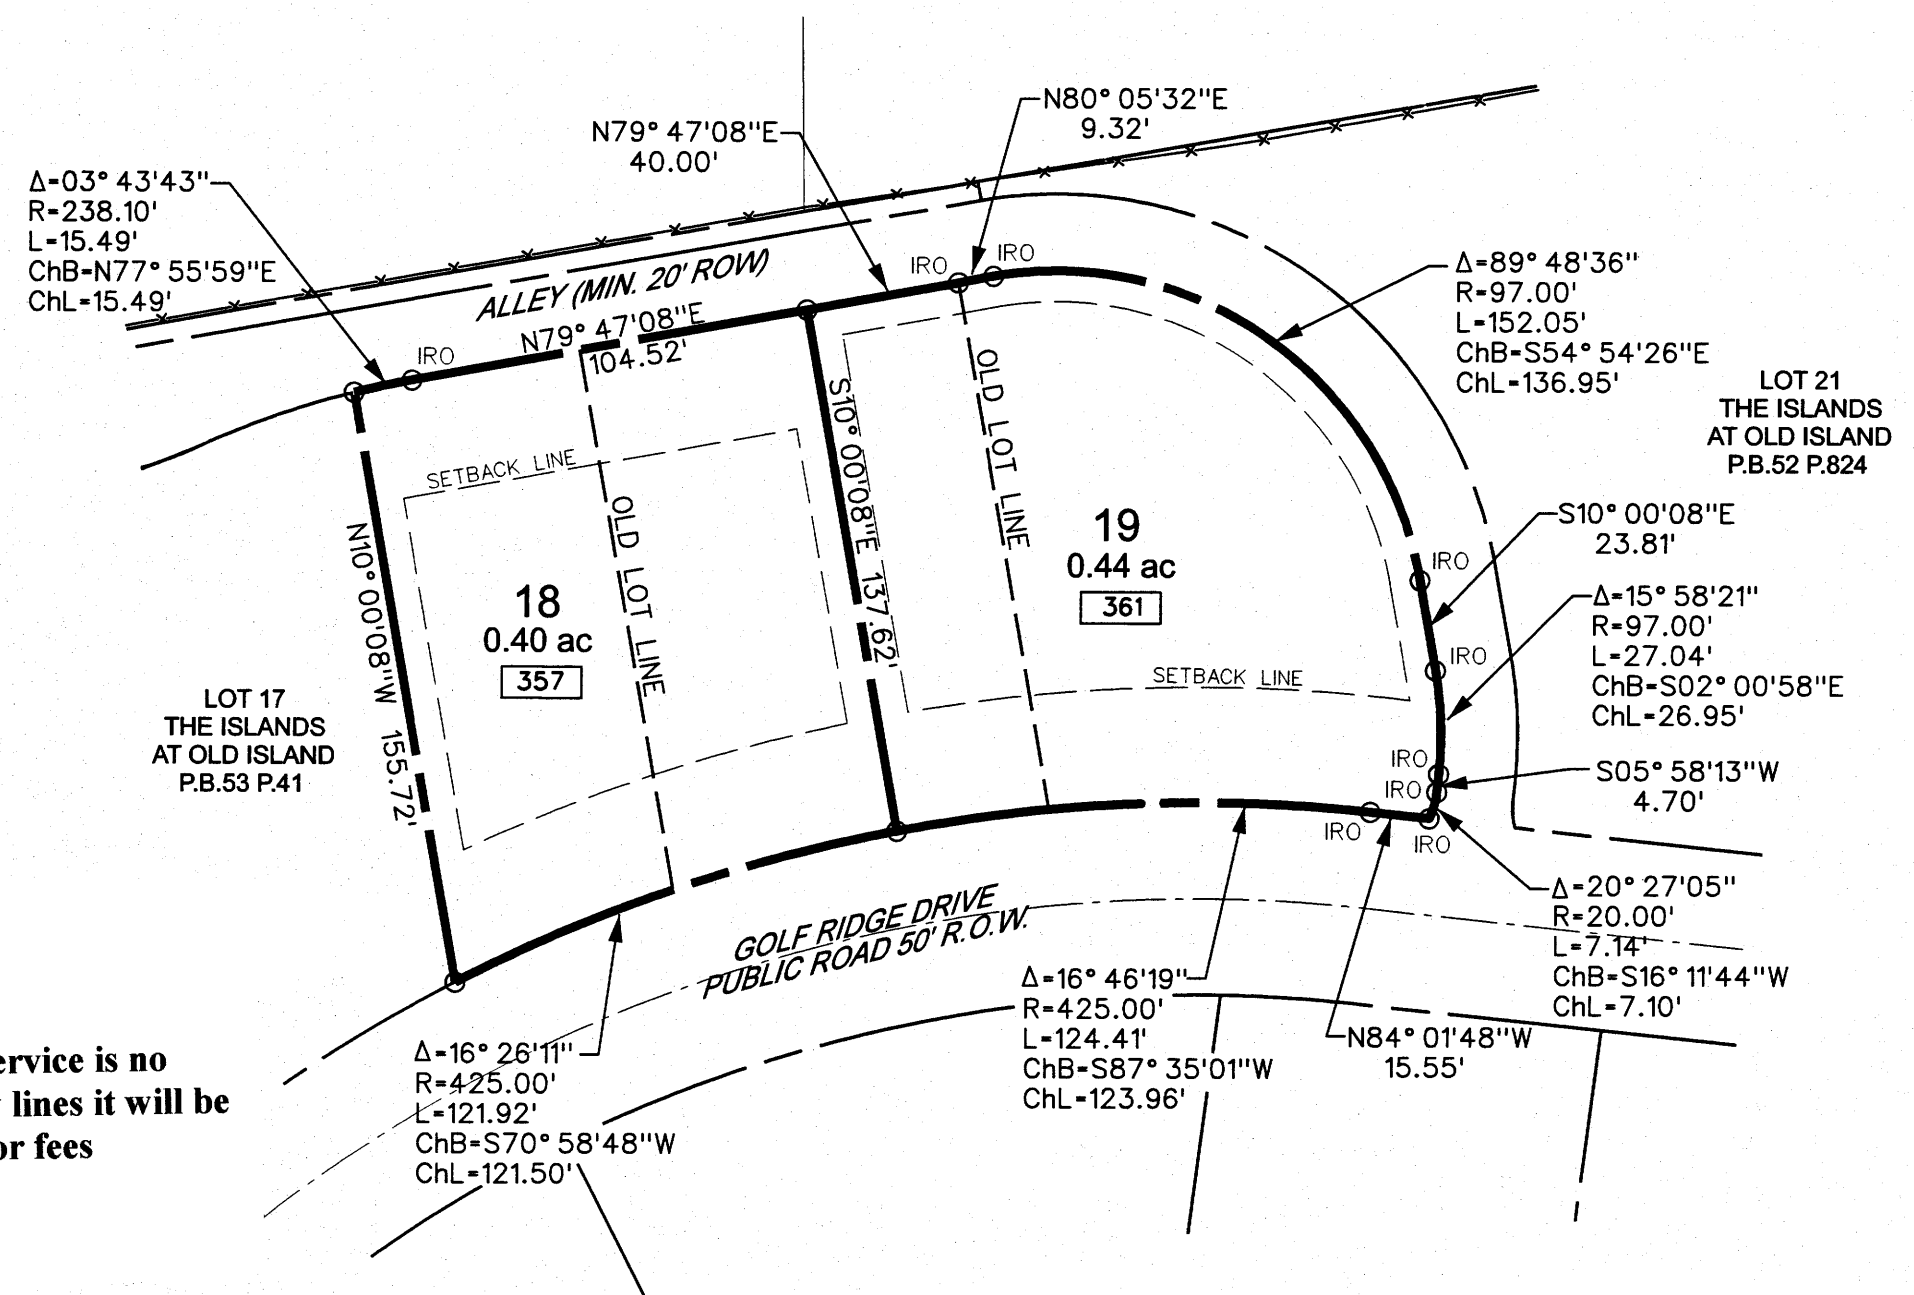 N80° 05'32"E
9.32'
N79° 47'08"E
40.00'
Δ=03° 43'43"
R=238.10'
L=15.49'
ChB=N77° 55'59"E
ChL=15.49'
IRO
IRO
ALLEY (MIN. 20' ROW)
N79° 47'08"E
104.52'
IRO
Δ=89° 48'36"
R=97.00'
L=152.05'
ChB=S54° 54'26"E
ChL=136.95'
LOT 21
THE ISLANDS
AT OLD ISLAND
P.B.52 P.824
SETBACK LINE
OLD LOT LINE
S10° 00'08"E 137.62'
OLD LOT LINE
N10° 00'08"W 155.72'
18
0.40 ac
357
19
0.44 ac
361
SETBACK LINE
S10° 00'08"E
23.81'
IRO
Δ=15° 58'21"
R=97.00'
L=27.04'
ChB=S02° 00'58"E
ChL=26.95'
IRO
LOT 17
THE ISLANDS
AT OLD ISLAND
P.B.53 P.41
IRO
IRO
S05° 58'13"W
4.70'
IRO
IRO
Δ=20° 27'05"
R=20.00'
L=7.14'
ChB=S16° 11'44"W
ChL=7.10'
GOLF RIDGE DRIVE
PUBLIC ROAD 50' R.O.W.
Δ=16° 46'19"
R=425.00'
L=124.41'
ChB=S87° 35'01"W
ChL=123.96'
N84° 01'48"W
15.55'
Δ=16° 26'11"
R=425.00'
L=121.92'
ChB=S70° 58'48"W
ChL=121.50'
ervice is no
lines it will be
or fees